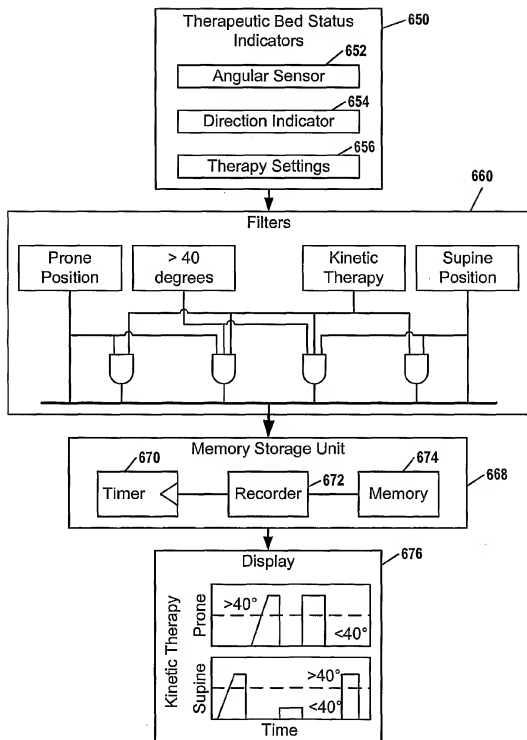 Therapeutic Bed Status
Indicators
650
652
Angular Sensor
654
Direction Indicator
656
Therapy Settings
660
Filters
Prone
Position
> 40
degrees
Kinetic
Therapy
Supine
Position
Memory Storage Unit
670
Timer
672
Recorder
674
Memory
668
Display
676
Kinetic Therapy
Prone
>40°
<40°
Supine
>40°
<40°
Time